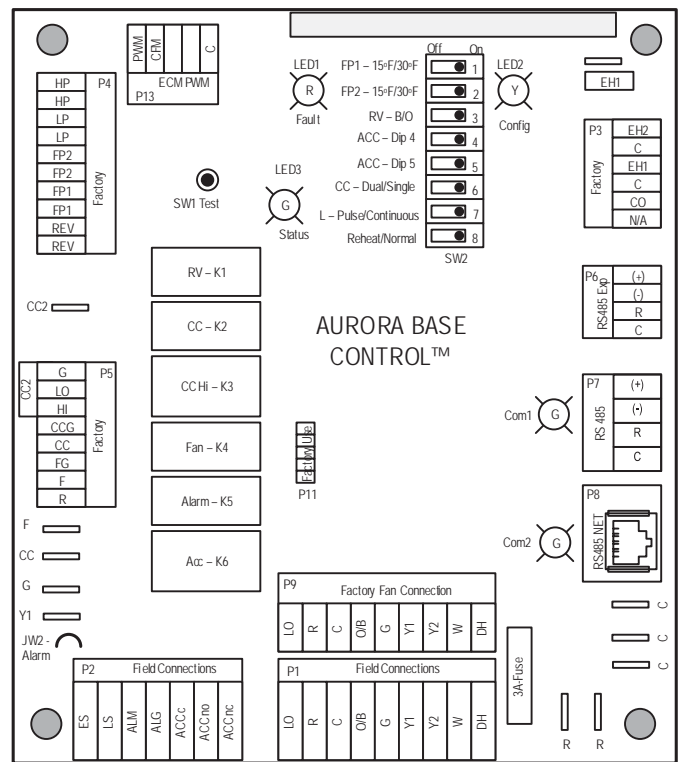 PWM
CFM
C
ECM PWM
P13
P4
HP
HP
LP
LP
FP2
FP2
FP1
FP1
REV
REV
Factory
SW1 Test
LED1
R
Fault
LED3
G
Status
Off
On
FP1 – 15ºF/30ºF
1
FP2 – 15ºF/30ºF
2
RV – B/O
3
ACC – Dip 4
4
ACC – Dip 5
5
CC – Dual/Single
6
L – Pulse/Continuous
7
Reheat/Normal
8
SW2
LED2
Y
Config
EH1
P3
EH2
C
EH1
C
CO
N/A
Factory
RV – K1
CC – K2
CC Hi – K3
Fan – K4
Alarm – K5
Acc – K6
AURORA BASE
CONTROL™
P6
(+)
(-)
R
C
RS485 Exp
CC2
CC2
P5
G
LO
HI
CCG
CC
FG
F
R
Factory
Factory Use
P11
Com1
G
P7
(+)
(-)
R
C
RS 485
Com2
G
P8
RS485 NET
F
CC
G
Y1
JW2 -
Alarm
P9
Factory Fan Connection
LO
R
C
O/B
G
Y1
Y2
W
DH
C
C
C
P2
Field Connections
ES
LS
ALM
ALG
ACCc
ACCno
ACCnc
P1
Field Connections
LO
R
C
O/B
G
Y1
Y2
W
DH
3A-Fuse
R
R